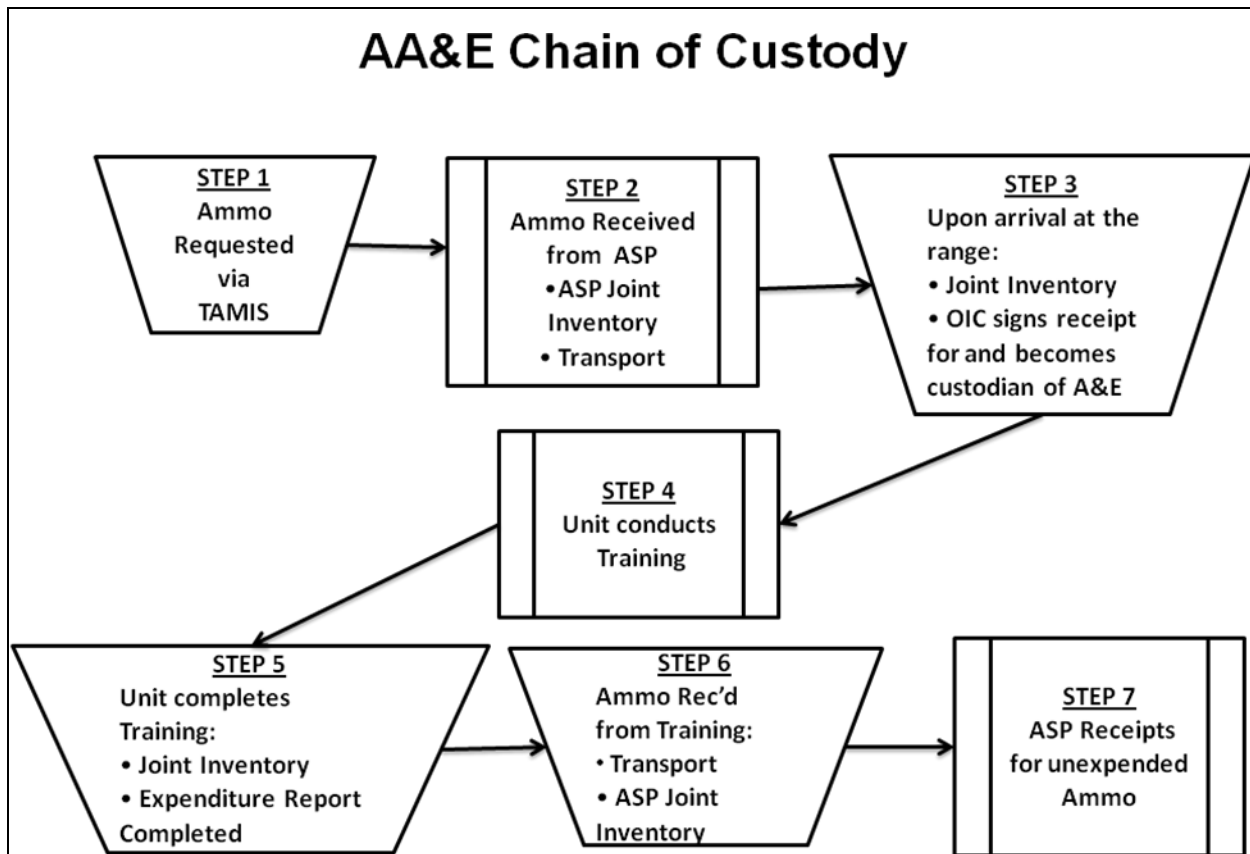 AA&E Chain of Custody
STEP 1
Ammo
Requested
via
TAMIS
STEP 2
Ammo Received
from ASP
•ASP Joint
Inventory
• Transport
STEP 3
Upon arrival at the
range:
• Joint Inventory
• OIC signs receipt
for and becomes
custodian of A&E
STEP 4
Unit conducts
Training
STEP 5
Unit completes
Training:
• Joint Inventory
• Expenditure Report
Completed
STEP 6
Ammo Rec’d
from Training:
• Transport
• ASP Joint
Inventory
STEP 7
ASP Receipts
for unexpended
Ammo